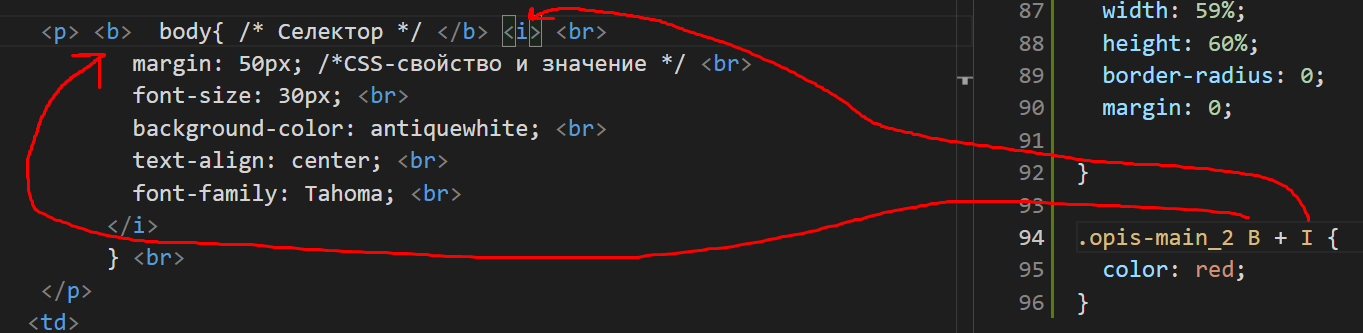 <p> <b>  body{ /* Селектор */ </b> <i> <br>
margin: 50px; /*CSS-свойство и значение */ <br>
font-size: 30px; <br>
background-color: antiquewhite; <br>
text-align: center; <br>
font-family: Tahoma; <br>
</i>
} <br>
</p>
<td>
87 width: 59%;
88 height: 60%;
89 border-radius: 0;
90 margin: 0;
91
92 }
93
94 .opis-main_2 B + I {
95 color: red;
96 }